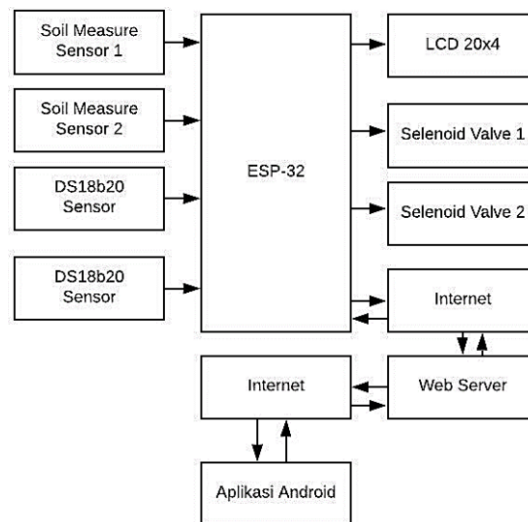 Soil Measure
Sensor 1
Soil Measure
Sensor 2
DS18b20
Sensor
DS18b20
Sensor
ESP-32
LCD 20x4
Selenoid Valve 1
Selenoid Valve 2
Internet
Web Server
Internet
Aplikasi Android